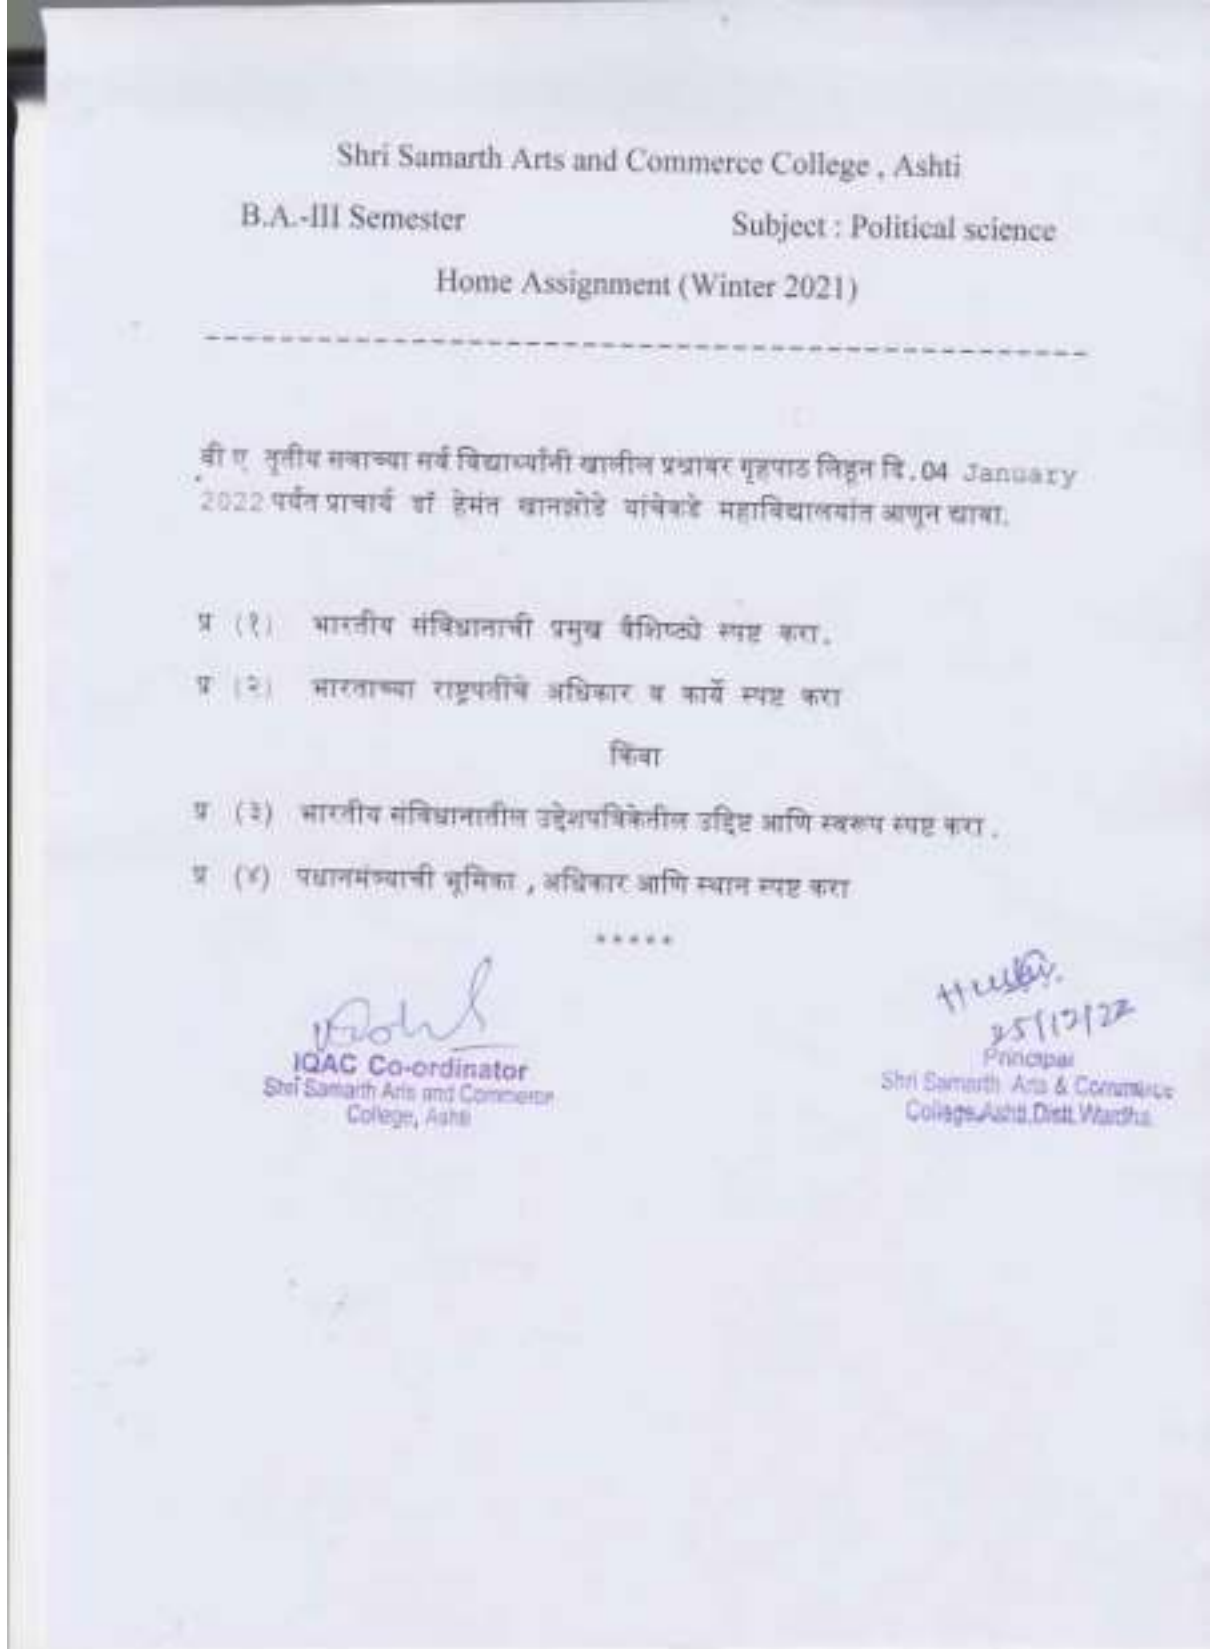 Shri Samarth Arts and Commerce College , Ashti
B.A.-III Semester Subject : Political science
Home Assignment (Winter 2021)
------------------------------------------------
बी ए तृतीय सत्राच्या सर्व विद्यार्थ्यांनी खालील प्रश्नावर गृहपाठ लिहून दि.04 January
2022 पर्यंत प्राचार्य डॉ हेमंत खानझोडे यांचेकडे महाविद्यालयांत आणून द्यावा.
प्र (१) भारतीय संविधानाची प्रमुख वैशिष्ट्ये स्पष्ट करा.
प्र (२) भारताच्या राष्ट्रपतींचे अधिकार व कार्ये स्पष्ट करा
किंवा
प्र (३) भारतीय संविधानातील उद्देशपत्रिकेतील उद्दिष्ट आणि स्वरूप स्पष्ट करा .
प्र (४) पधानमंत्र्याची भूमिका , अधिकार आणि स्थान स्पष्ट करा
*****
25/12/22
IQAC Co-ordinator
Shri Samarth Arts and Commerce
College, Ashti
Principal
Shri Samarth Arts & Commerce
College,Ashti,Distt.Wardha